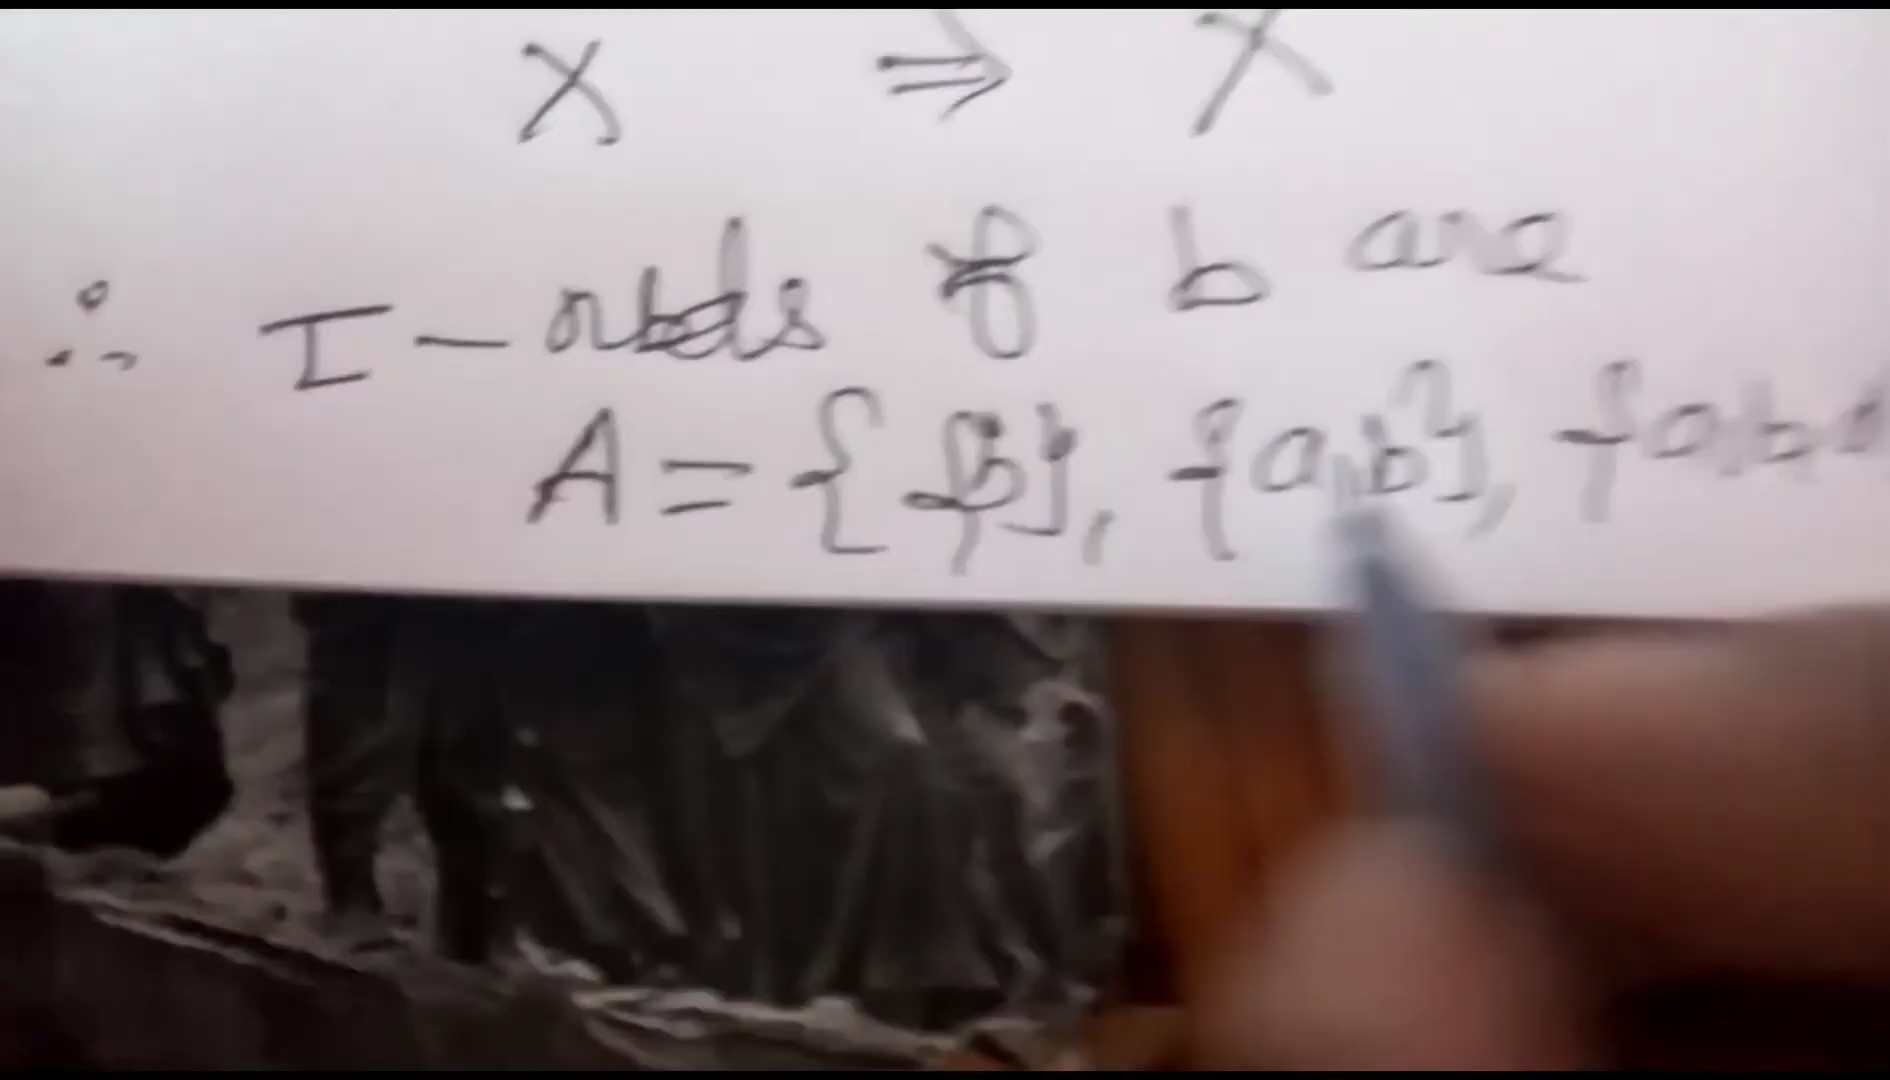 X ⇒ X
∴ I - nbds of b are
A = { {b}, {a,b}, {a,b,